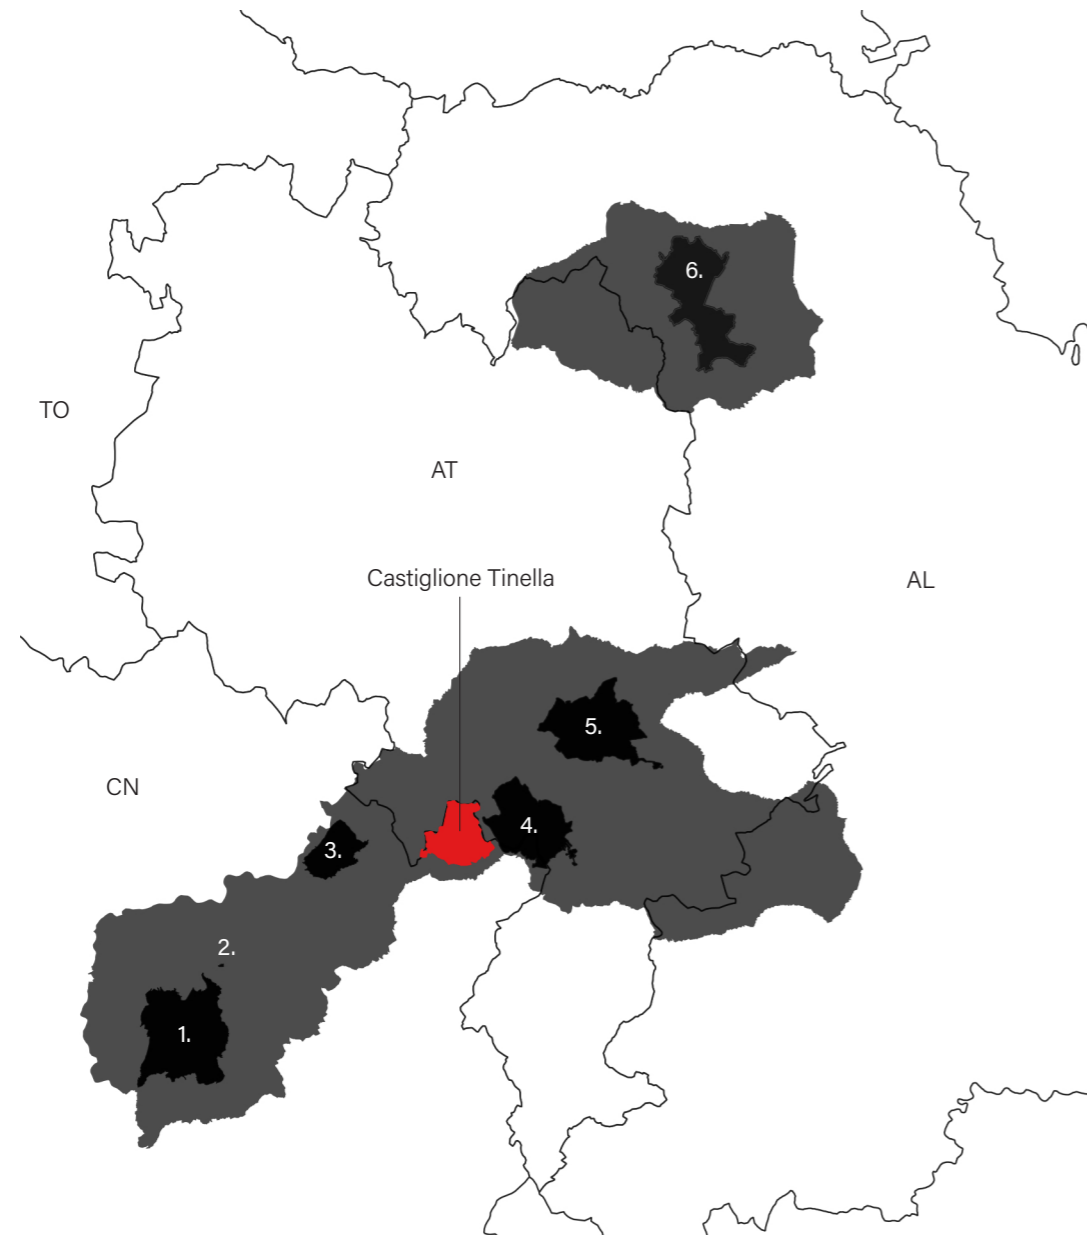 6.
TO
AT
Castiglione Tinella
AL
5.
CN
4.
3.
2.
1.